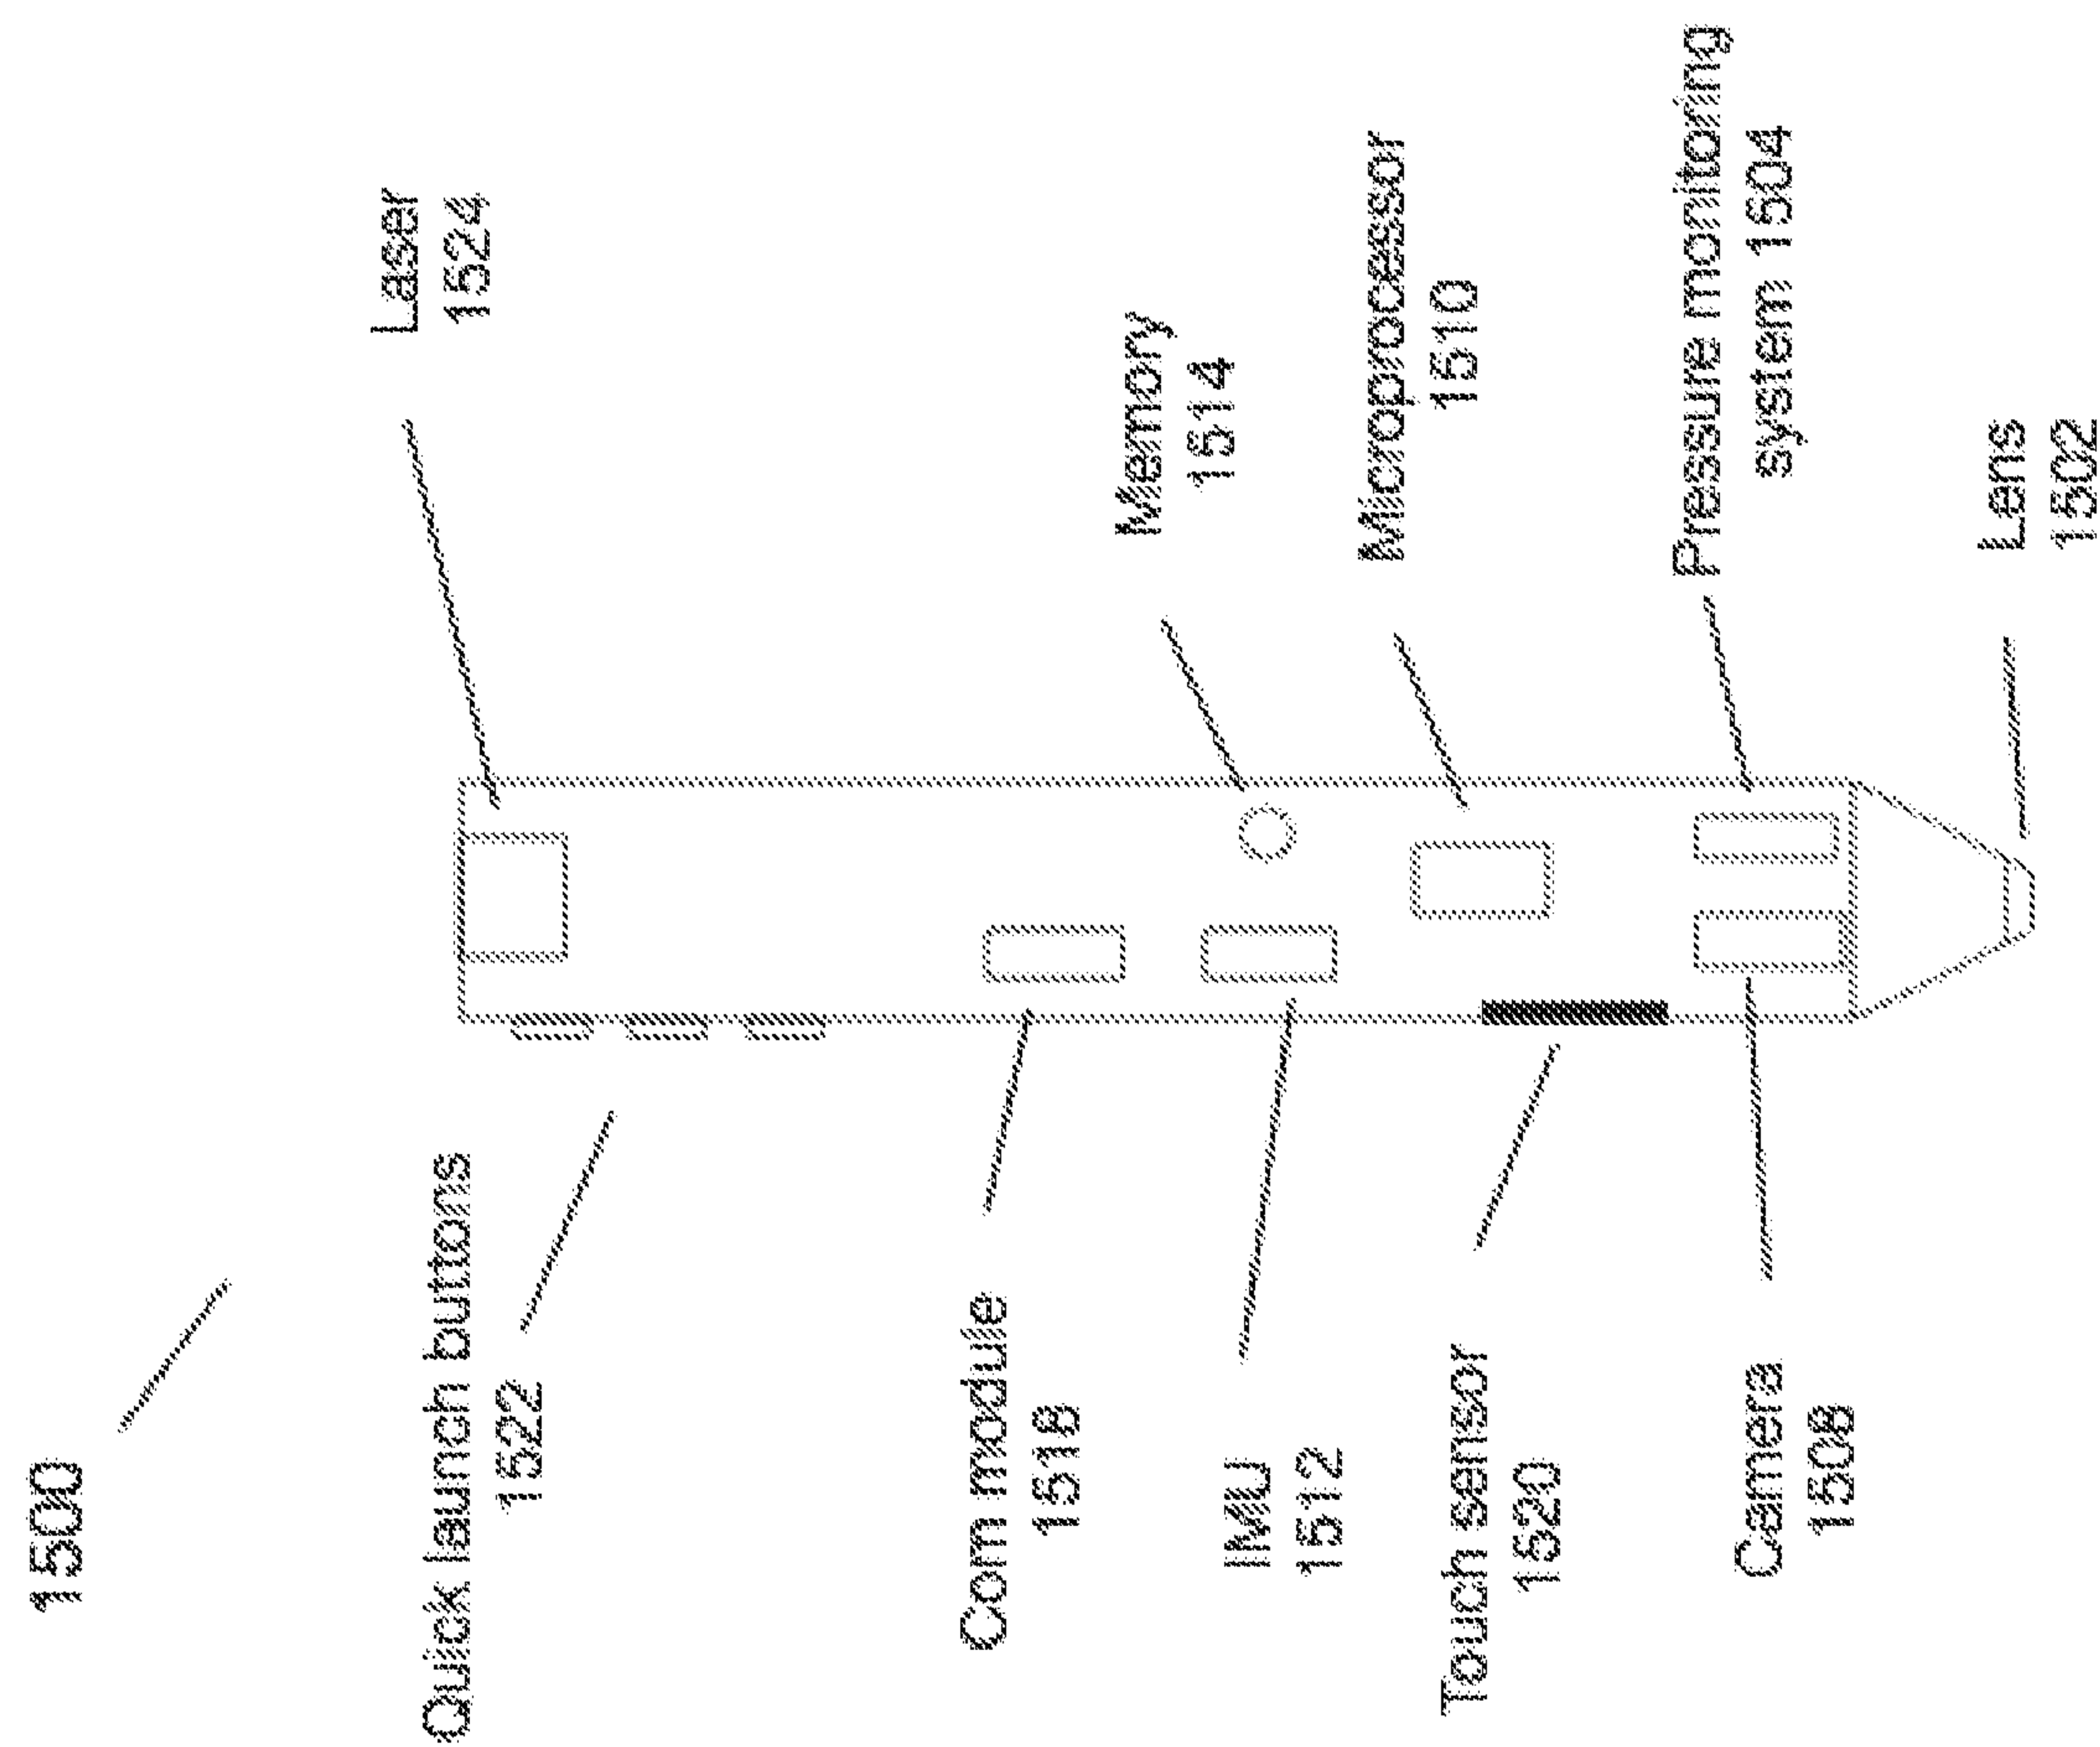 1500
Quick launch buttons
1522
Laser
1524
Com module
1518
Memory
1514
IMU
1512
Microprocessor
1510
Touch sensor
1520
Pressure monitoring
system 1504
Camera
1508
Lens
1502